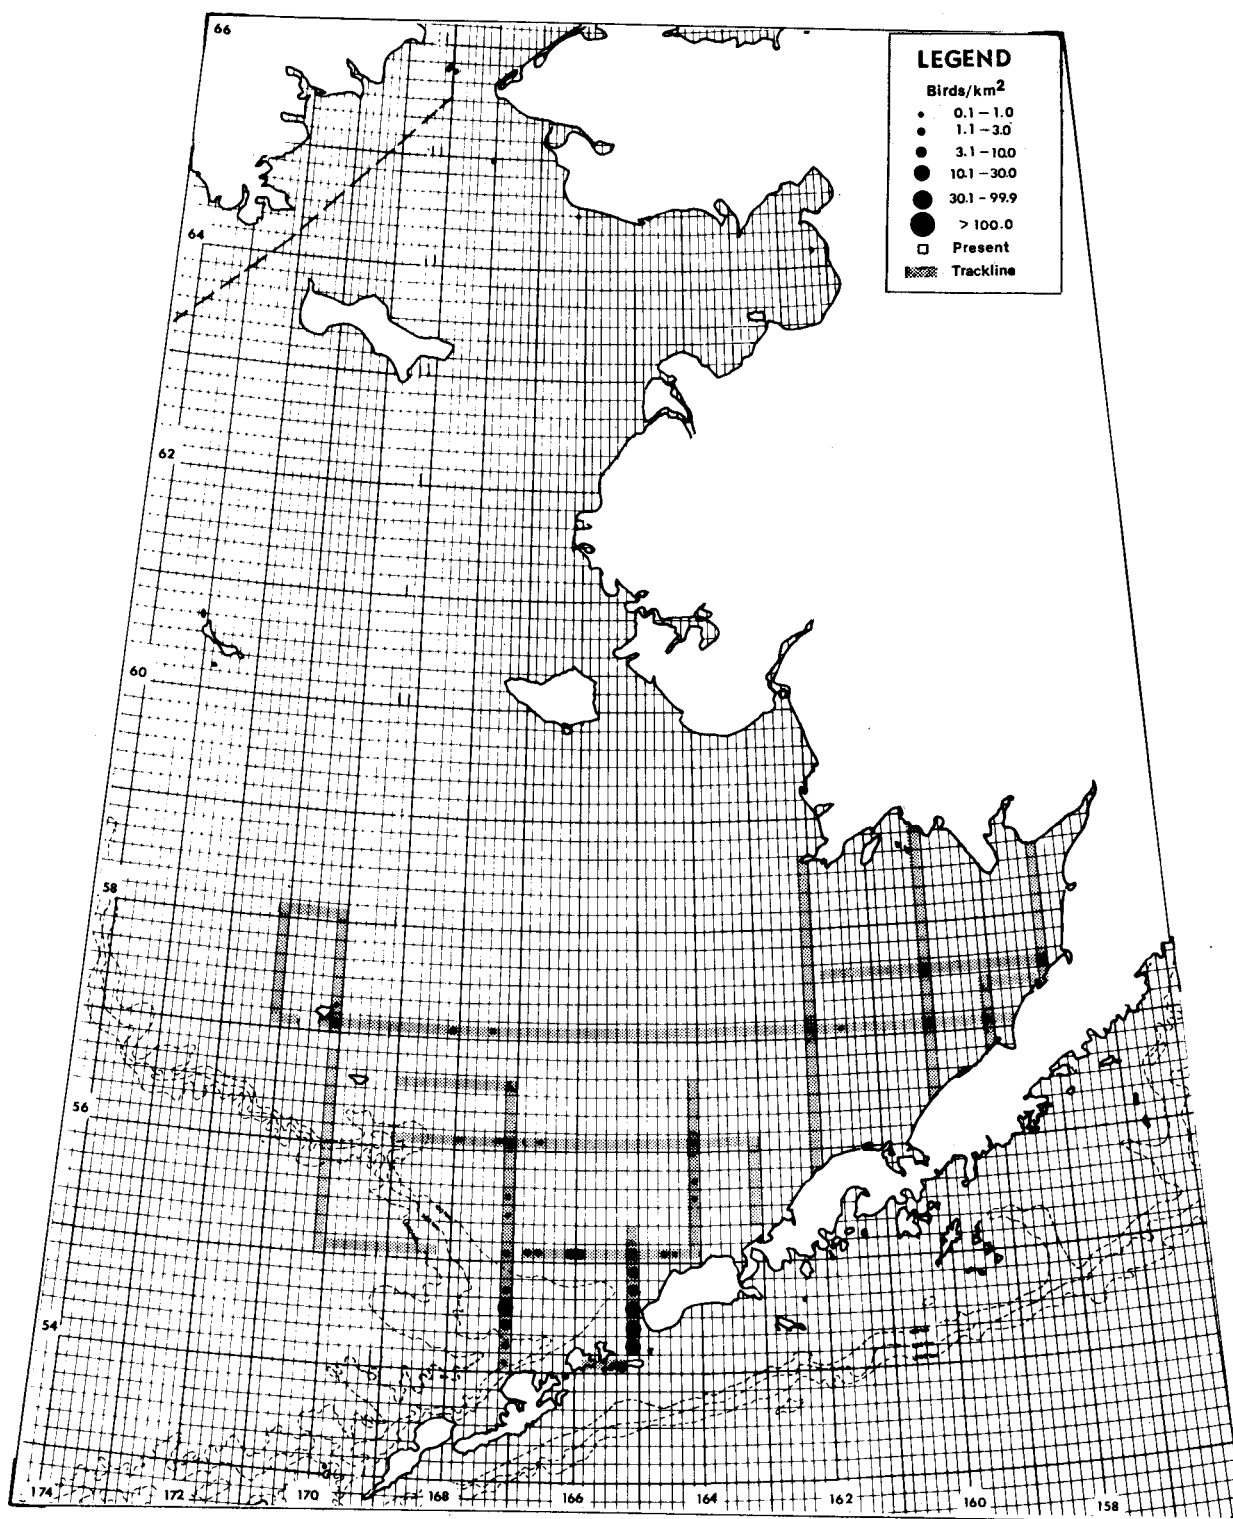 66
LEGEND
Birds/km2
0.1 – 1.0
1.1 – 3.0
3.1 – 10.0
10.1 – 30.0
30.1 – 99.9
> 100.0
Present
Trackline
64
62
60
58
56
54
174 172 170 168 166 164 162 160 158